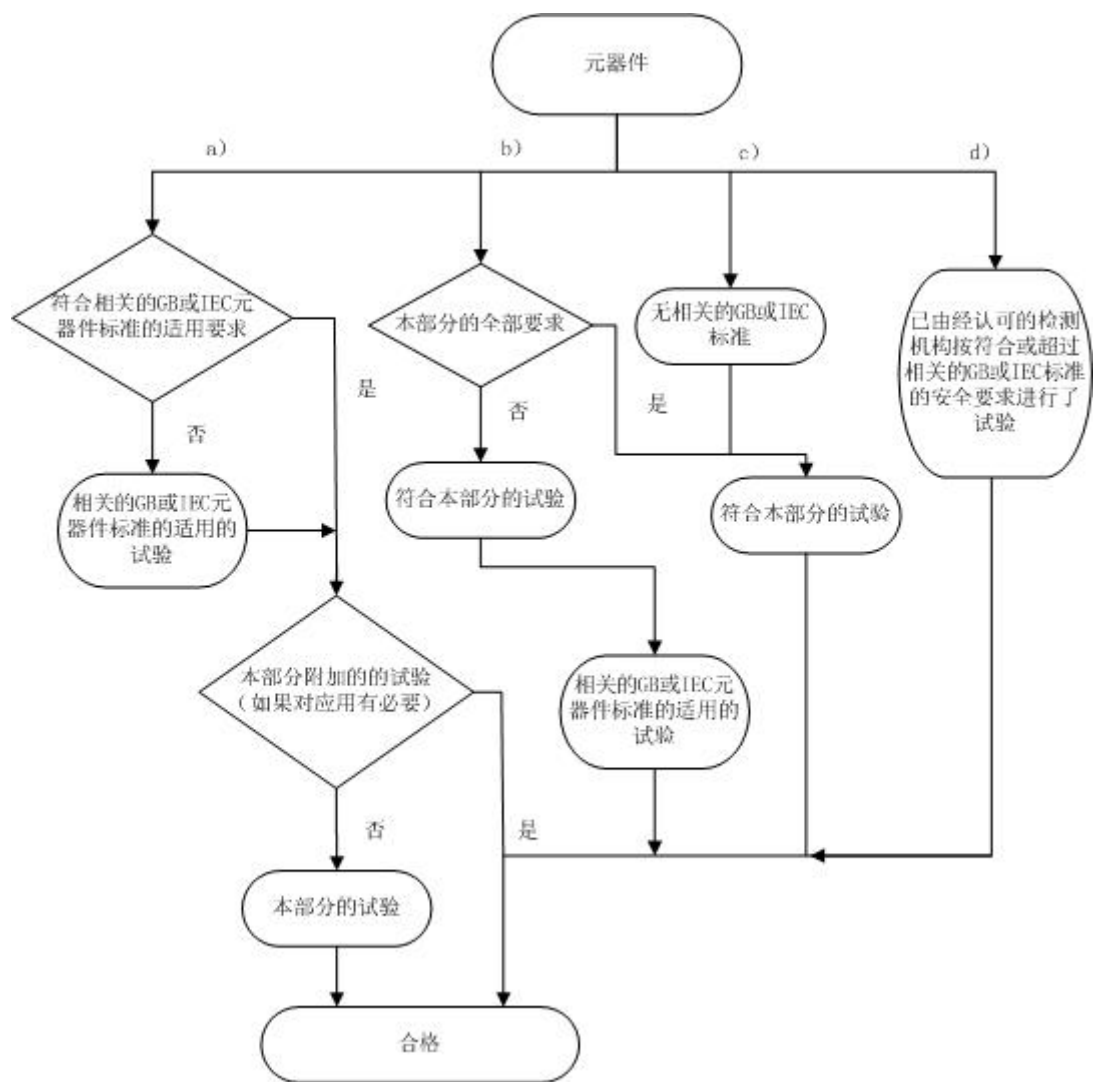 元器件
a)
b)
c)
d)
符合相关的GB或IEC元
器件标准的适用要求
本部分的全部要求
无相关的GB或IEC
标准
已由经认可的检测
机构按符合或超过
相关的GB或IEC标准
的安全要求进行了
试验
是
否
否
是
相关的GB或IEC元
器件标准的适用的
试验
符合本部分的试验
符合本部分的试验
本部分附加的的试验
（如果对应用有必要）
相关的GB或IEC元
器件标准的适用的
试验
否
是
本部分的试验
合格